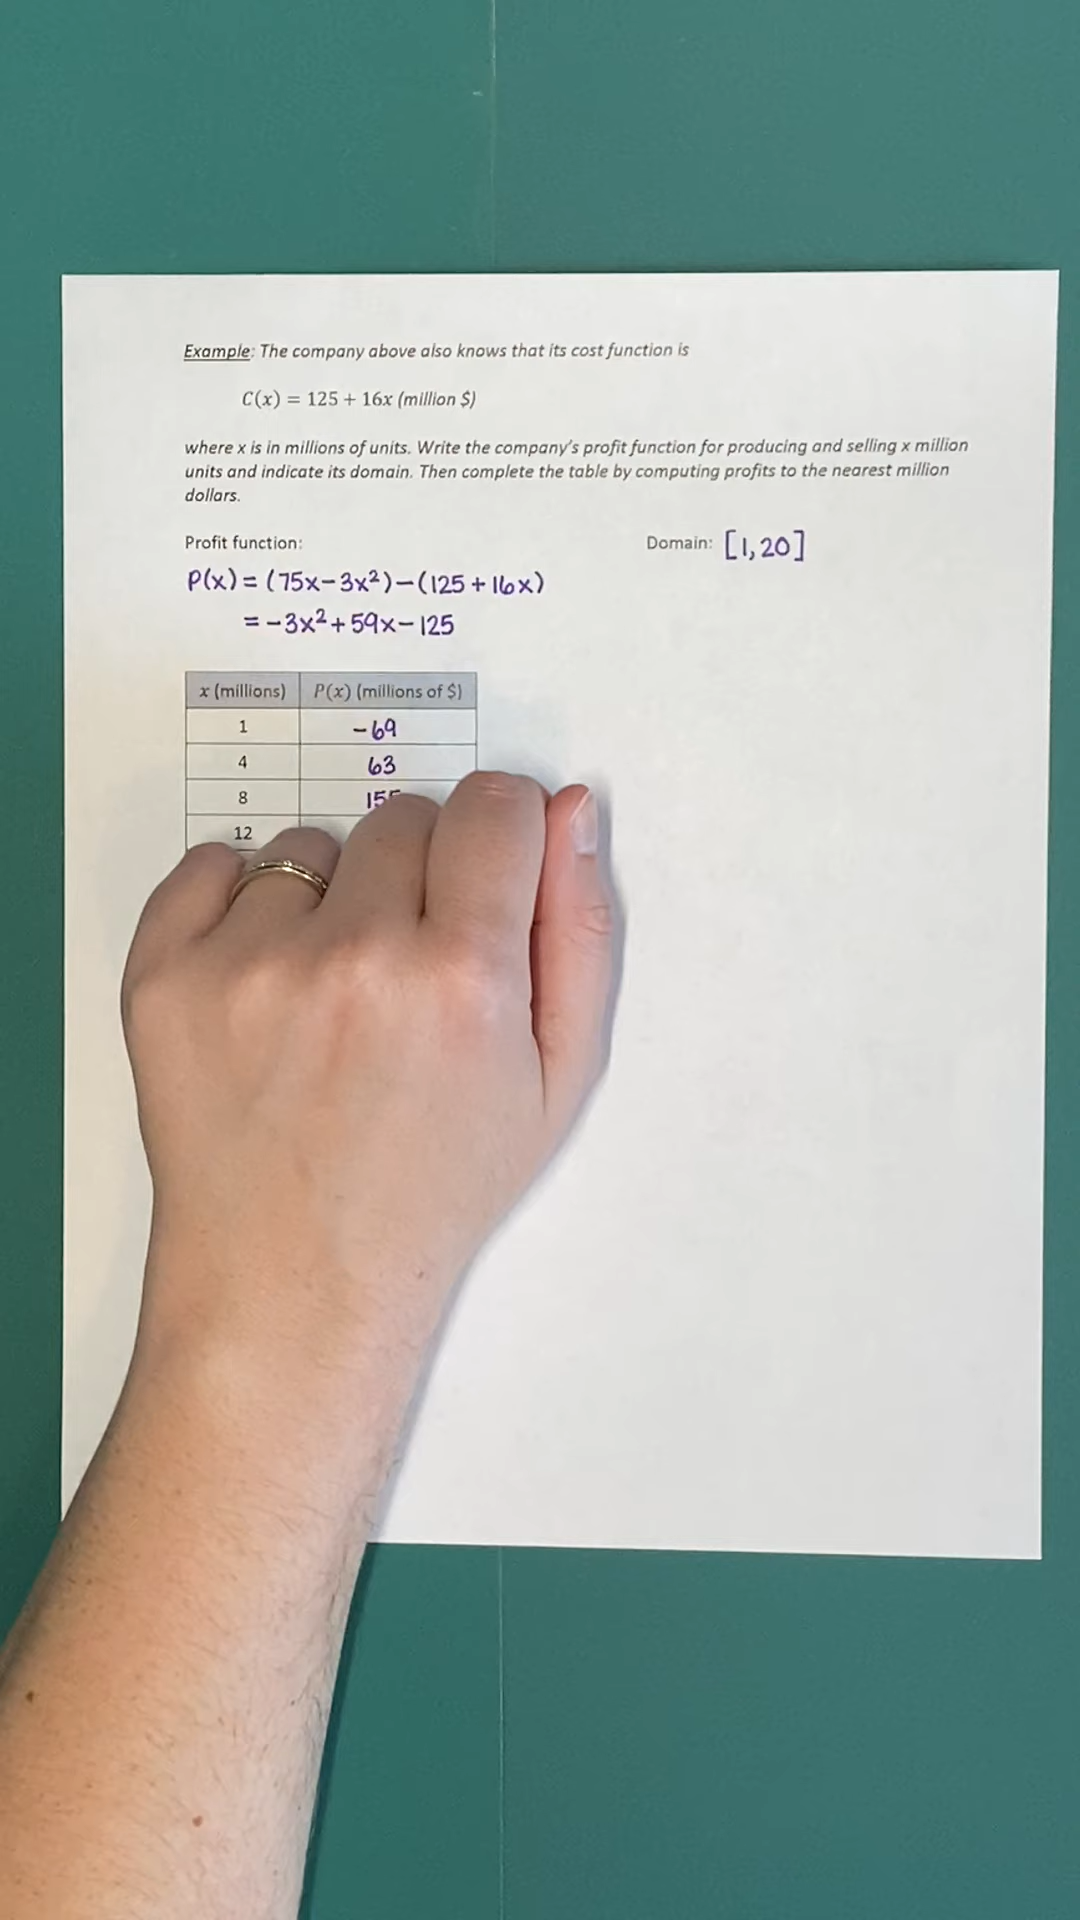 Example: The company above also knows that its cost function is
C(x) = 125 + 16x (million $)
where x is in millions of units. Write the company's profit function for producing and selling x million
units and indicate its domain. Then complete the table by computing profits to the nearest million
dollars.
Profit function: Domain: [1,20]
P(x) = (75x-3x²)-(125+16x)
= -3x²+59x-125
x (millions) P(x) (millions of $)
1 -69
4 63
8 155
12